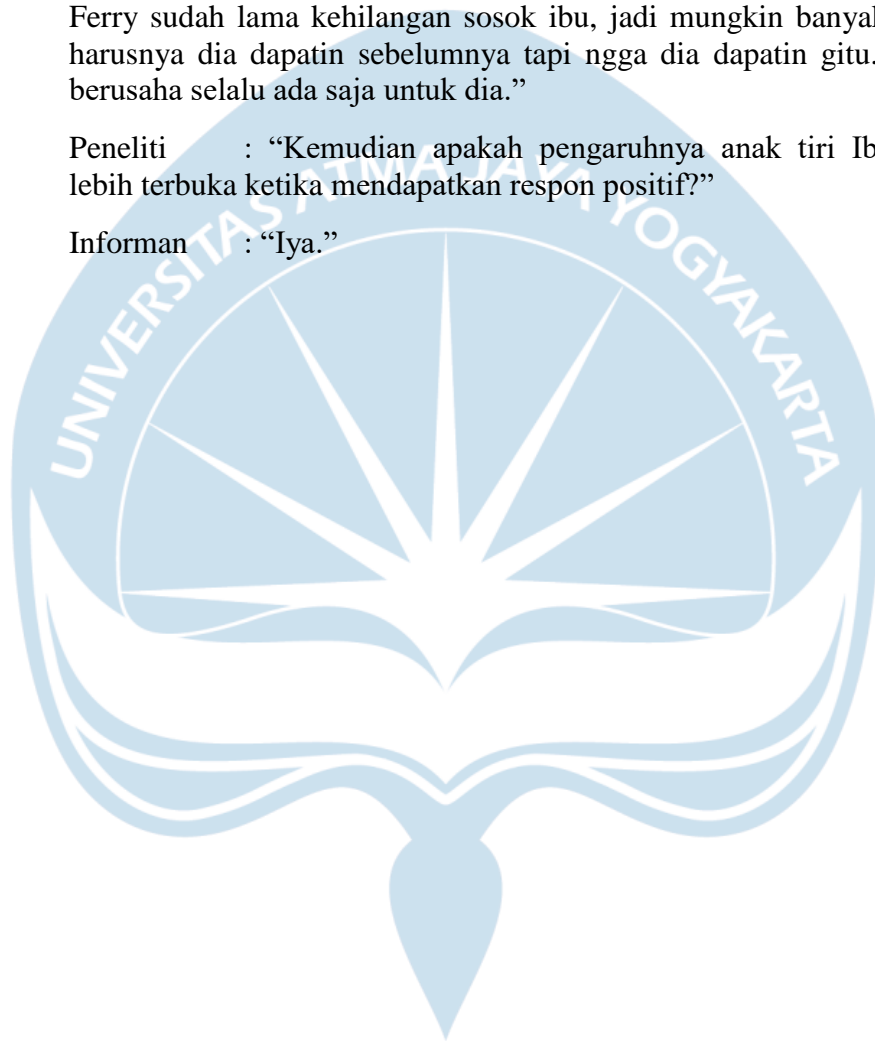 Ferry sudah lama kehilangan sosok ibu, jadi mungkin banyak
harusnya dia dapatin sebelumnya tapi ngga dia dapatin gitu.
berusaha selalu ada saja untuk dia.”
Peneliti : “Kemudian apakah pengaruhnya anak tiri Ib
lebih terbuka ketika mendapatkan respon positif?”
Informan : “Iya.”
UNIVERSITAS ATMA JAYA YOGYAKARTA